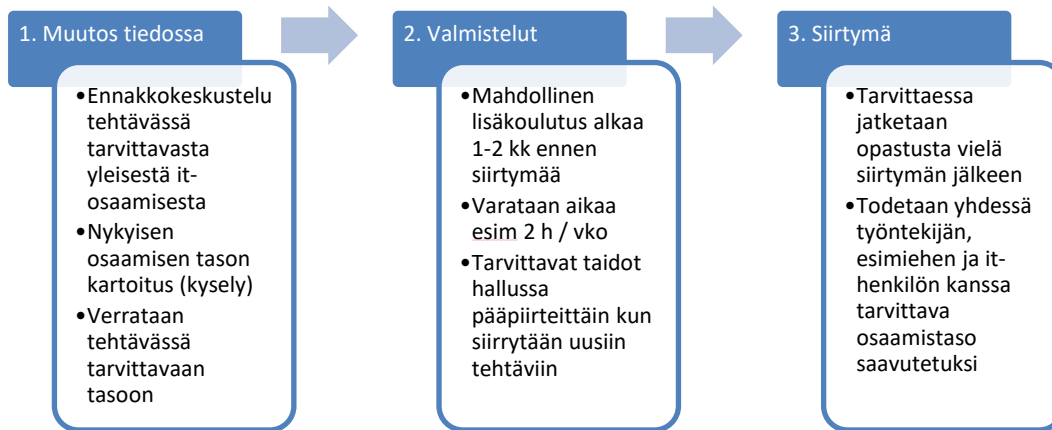 1. Muutos tiedossa
•Ennakkokeskustelu
tehtävässä
tarvittavasta
yleisestä it-
osaamisesta
•Nykyisen
osaamisen tason
kartoitus (kysely)
•Verrataan
tehtävässä
tarvittavaan
tasoon
2. Valmistelut
•Mahdollinen
lisäkoulutus alkaa
1-2 kk ennen
siirtymää
•Varataan aikaa
esim 2 h / vko
•Tarvittavat taidot
hallussa
pääpiirteittäin kun
siirrytään uusiin
tehtäviin
3. Siirtymä
•Tarvittaessa
jatketaan
opastusta vielä
siirtymän jälkeen
•Todetaan yhdessä
työntekijän,
esimiehen ja it-
henkilön kanssa
tarvittava
osaamistaso
saavutetuksi